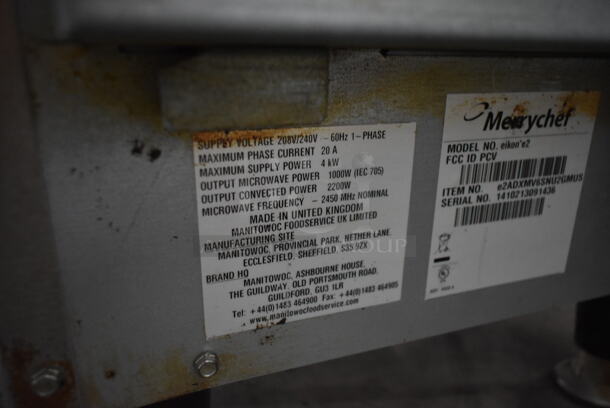 SUPPLY VOLTAGE 208V/240V ~ 60Hz 1~PHASE
MAXIMUM PHASE CURRENT 20 A
MAXIMUM SUPPLY POWER 4 kW
OUTPUT MICROWAVE POWER 1000W (IEC 705)
OUTPUT CONVECTED POWER 2200W
MICROWAVE FREQUENCY ~ 2450 MHz NOMINAL
MADE IN UNITED KINGDOM
MANITOWOC FOODSERVICE UK LIMITED
MANUFACTURING SITE
MANITOWOC, PROVINCIAL PARK, NETHER LANE,
ECCLESFIELD, SHEFFIELD, S35 9ZX
BRAND HQ
MANITOWOC, ASHBOURNE HOUSE,
THE GUILDWAY, OLD PORTSMOUTH ROAD,
GUILDFORD, GU3 1LR
Tel: +44(0)1483 464900 Fax: +44(0)1483 464905
www.manitowocfoodservice.com
Merrychef
MODEL NO. eikon'e2
FCC ID PCV
ITEM NO. e2ADXMV6SNU2GMUS
SERIAL NO. 1410213091436